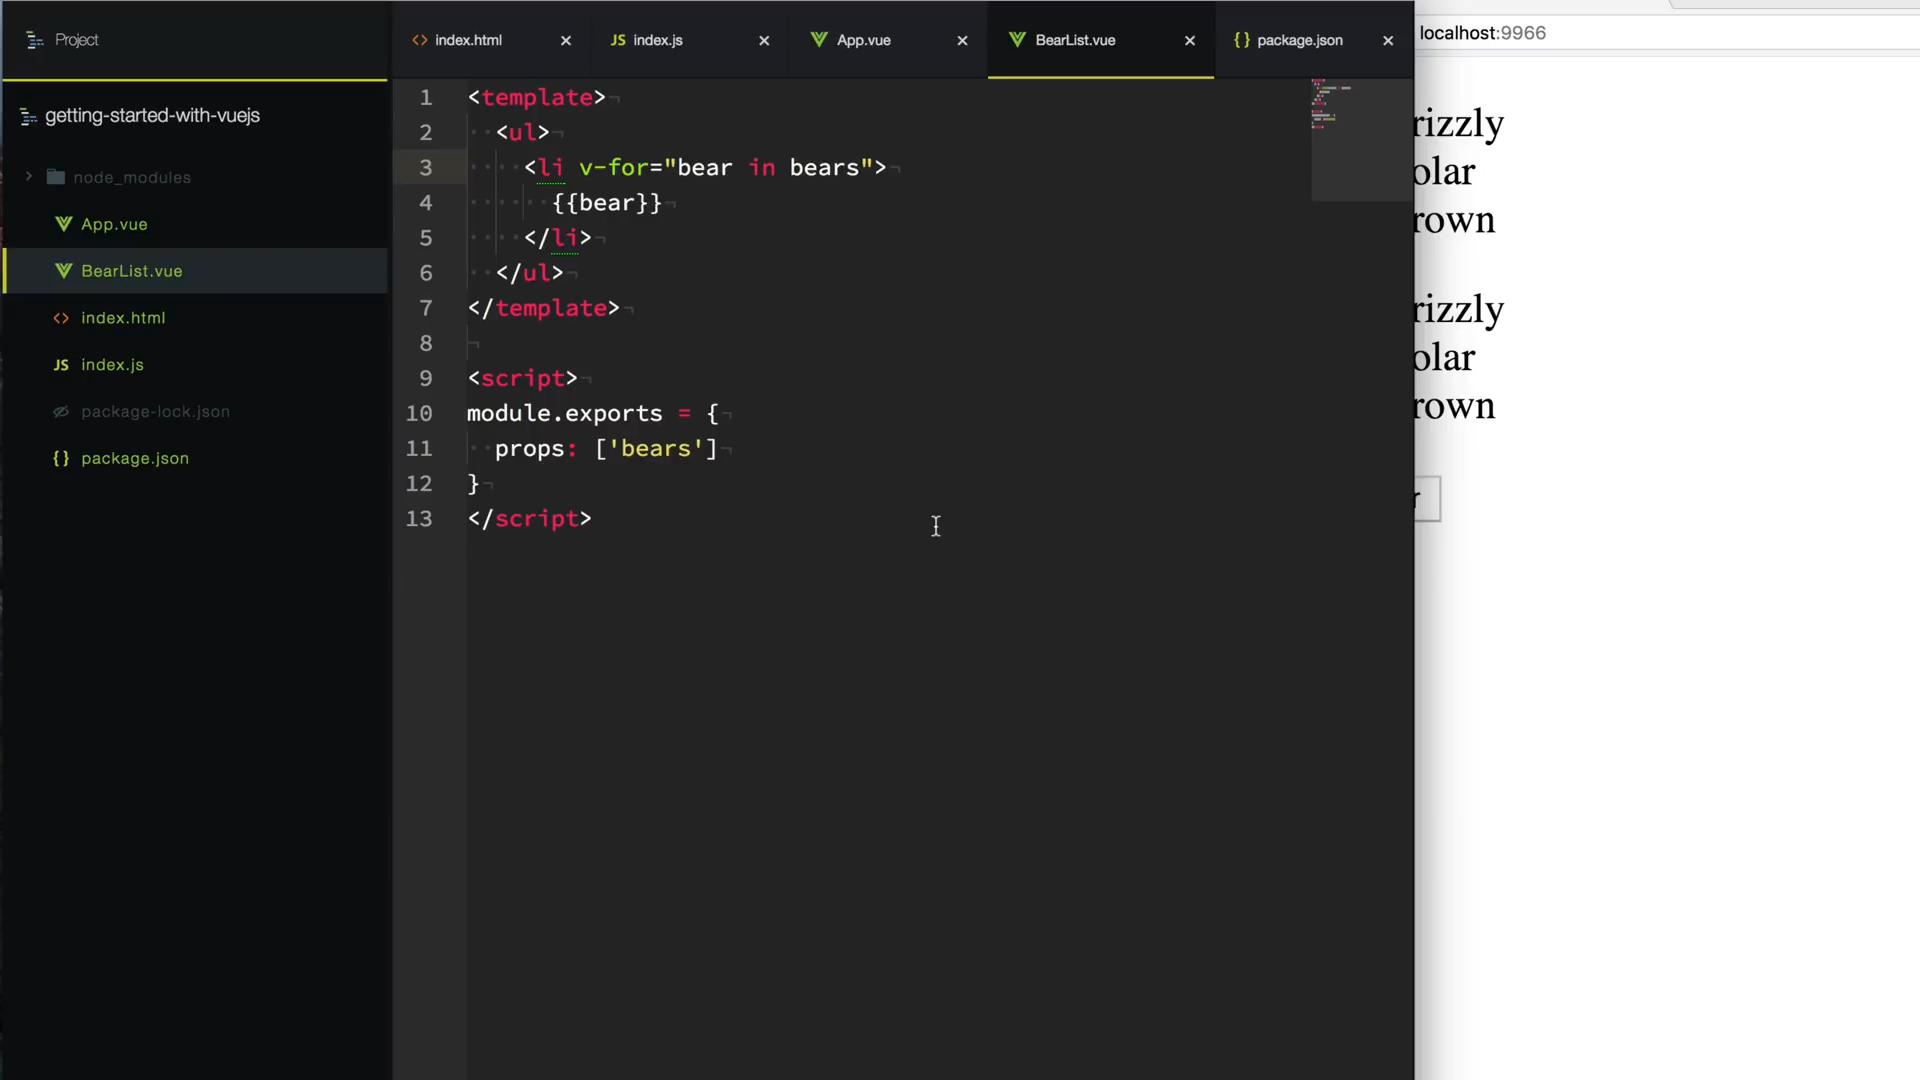 Project
index.html
JS index.js
App.vue
BearList.vue
{} package.json
localhost:9966
getting-started-with-vuejs
node_modules
App.vue
BearList.vue
index.html
JS index.js
package-lock.json
{} package.json
1 <template>
2 <ul>
3 <li v-for="bear in bears">
4 {{bear}}
5 </li>
6 </ul>
7 </template>
8
9 <script>
10 module.exports = {
11 props: ['bears']
12 }
13 </script>
rizzly
olar
rown
rizzly
olar
rown
r